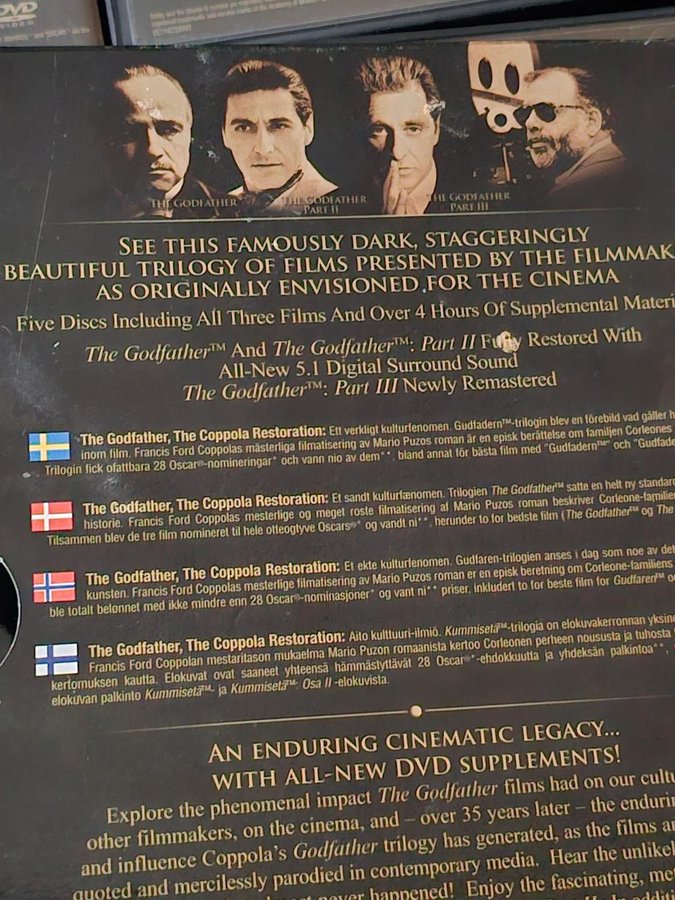 DVD
THE GODFATHER
THE GODFATHER
PART II
THE GODFATHER
PART III
SEE THIS FAMOUSLY DARK, STAGGERINGLY
BEAUTIFUL TRILOGY OF FILMS PRESENTED BY THE FILMMAK
AS ORIGINALLY ENVISIONED FOR THE CINEMA
Five Discs Including All Three Films And Over 4 Hours Of Supplemental Materi
The Godfather™ And The Godfather™: Part II Fully Restored With
All-New 5.1 Digital Surround Sound
The Godfather™: Part III Newly Remastered
The Godfather, The Coppola Restoration: Ett verkligt kulturfenomen. Gudfadern™-trilogin blev en förebild vad gäller h
inom film. Francis Ford Coppolas mästerliga filmatisering av Mario Puzos roman är en episk berättelse om familjen Corleones
Trilogin fick ofattbara 28 Oscar®-nomineringar* och vann nio av dem**, bland annat för bästa film med "Gudfadern™" och "Gudfade
The Godfather, The Coppola Restoration: Et sandt kulturfænomen. Trilogien The Godfather™ satte en helt ny standard
historie. Francis Ford Coppolas mesterlige og meget roste filmatisering af Mario Puzos roman beskriver Corleone-familie
Tilsammen blev de tre film nomineret til hele otteogtyve Oscars®* og vandt ni**, herunder to for bedste film (The Godfather™ og The
The Godfather, The Coppola Restoration: Et ekte kulturfenomen. Gudfaren-trilogien anses i dag som noe av det
kunsten. Francis Ford Coppolas mesterlige filmatisering av Mario Puzos roman er en episk beretning om Corleone-familiens
ble totalt belønnet med ikke mindre enn 28 Oscar®-nominasjoner* og vant ni** priser, inkludert to for beste film for Gudfaren™ o
The Godfather, The Coppola Restoration: Aito kulttuuri-ilmiö. Kummisetä™-trilogia on elokuvakerronnan yksin
Francis Ford Coppolan mestaritason mukaelma Mario Puzon romaanista kertoo Corleonen perheen noususta ja tuhosta
kertomuksen kautta. Elokuvat ovat saaneet yhteensä hämmästyttävät 28 Oscar®*-ehdokkuutta ja yhdeksän palkintoa**,
elokuvan palkinto Kummisetä™- ja Kummisetä™: Osa II -elokuvista.
AN ENDURING CINEMATIC LEGACY...
WITH ALL-NEW DVD SUPPLEMENTS!
Explore the phenomenal impact The Godfather films had on our cultu
other filmmakers, on the cinema, and – over 35 years later – the endurin
and influence Coppola's Godfather trilogy has generated, as the films a
quoted and mercilessly parodied in contemporary media. Hear the unlikel
never happened! Enjoy the fascinating, me